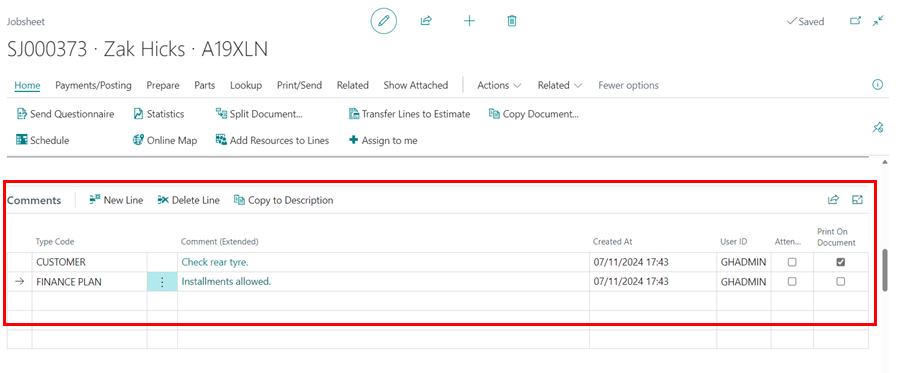 Jobsheet
Saved
SJ000373 · Zak Hicks · A19XLN
Home Payments/Posting Prepare Parts Lookup Print/Send Related Show Attached Actions Related Fewer options
Send Questionnaire Statistics Split Document... Transfer Lines to Estimate Copy Document...
Schedule Online Map Add Resources to Lines Assign to me
Comments New Line Delete Line Copy to Description
Type Code Comment (Extended) Created At User ID Atten... Print On Document
CUSTOMER Check rear tyre. 07/11/2024 17:43 GHADMIN
FINANCE PLAN Installments allowed. 07/11/2024 17:43 GHADMIN